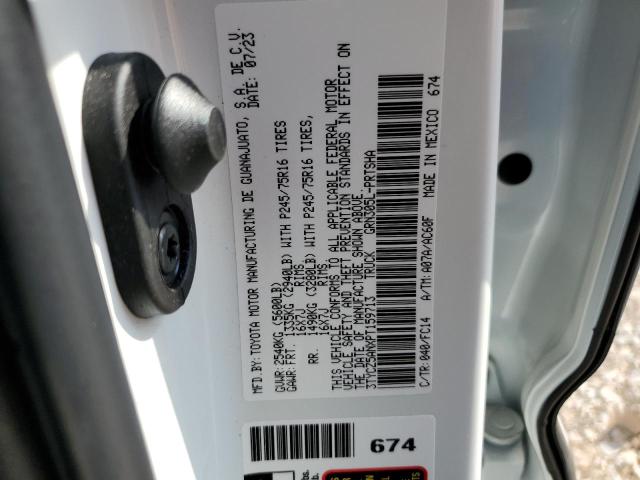 MFD.BY:TOYOTA MOTOR MANUFACTURING DE GUANAJUATO, S.A. DE C.V.
DATE: 07/23
GVWR: 2540KG (5600LB)
GAWR: FRT. 1335KG (2940LB) WITH P245/75R16 TIRES
16X7J RIMS,
RR. 1490KG (3280LB) WITH P245/75R16 TIRES,
16X7J RIMS,
THIS VEHICLE CONFORMS TO ALL APPLICABLE FEDERAL MOTOR
VEHICLE SAFETY AND THEFT PREVENTION STANDARDS IN EFFECT ON
THE DATE OF MANUFACTURE SHOWN ABOVE.
3TYCZ5ANXPT159713 TRUCK GRN305L-PRTSHA
C/TR: 040/FC14 A/TM: A07A/AC60F MADE IN MEXICO 674
674